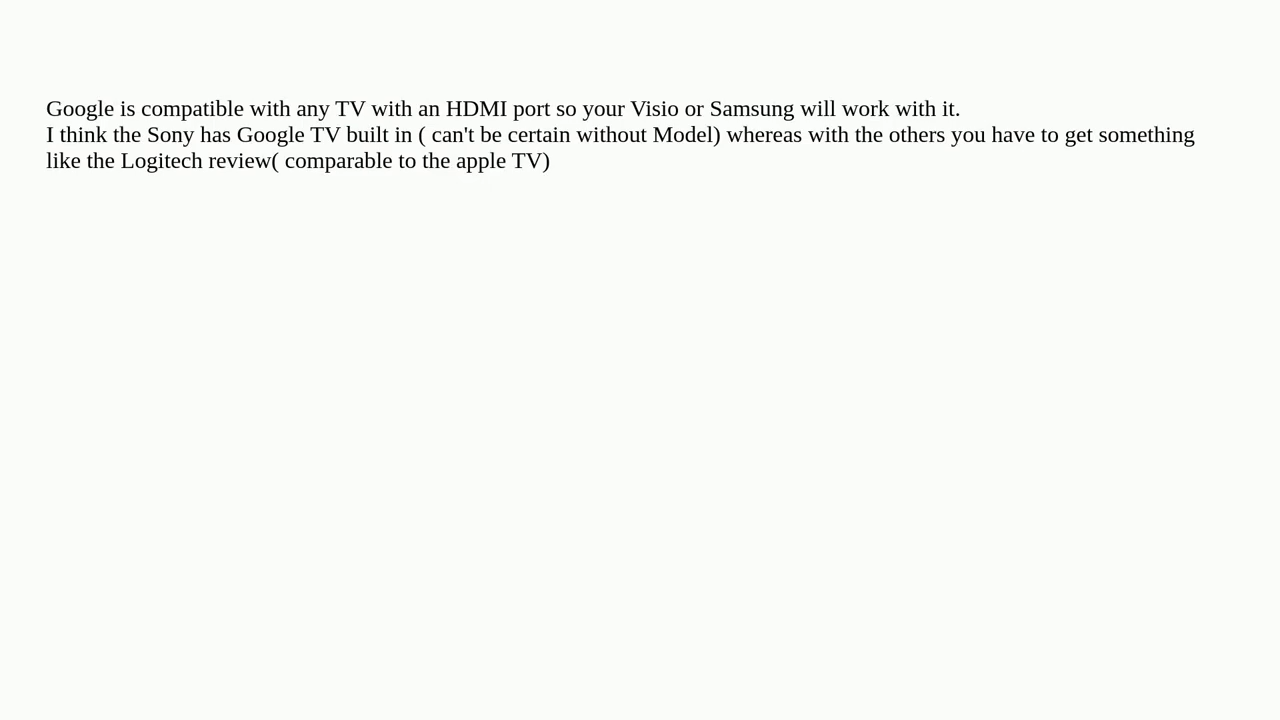 Google is compatible with any TV with an HDMI port so your Visio or Samsung will work with it.
I think the Sony has Google TV built in ( can't be certain without Model) whereas with the others you have to get something
like the Logitech review( comparable to the apple TV)